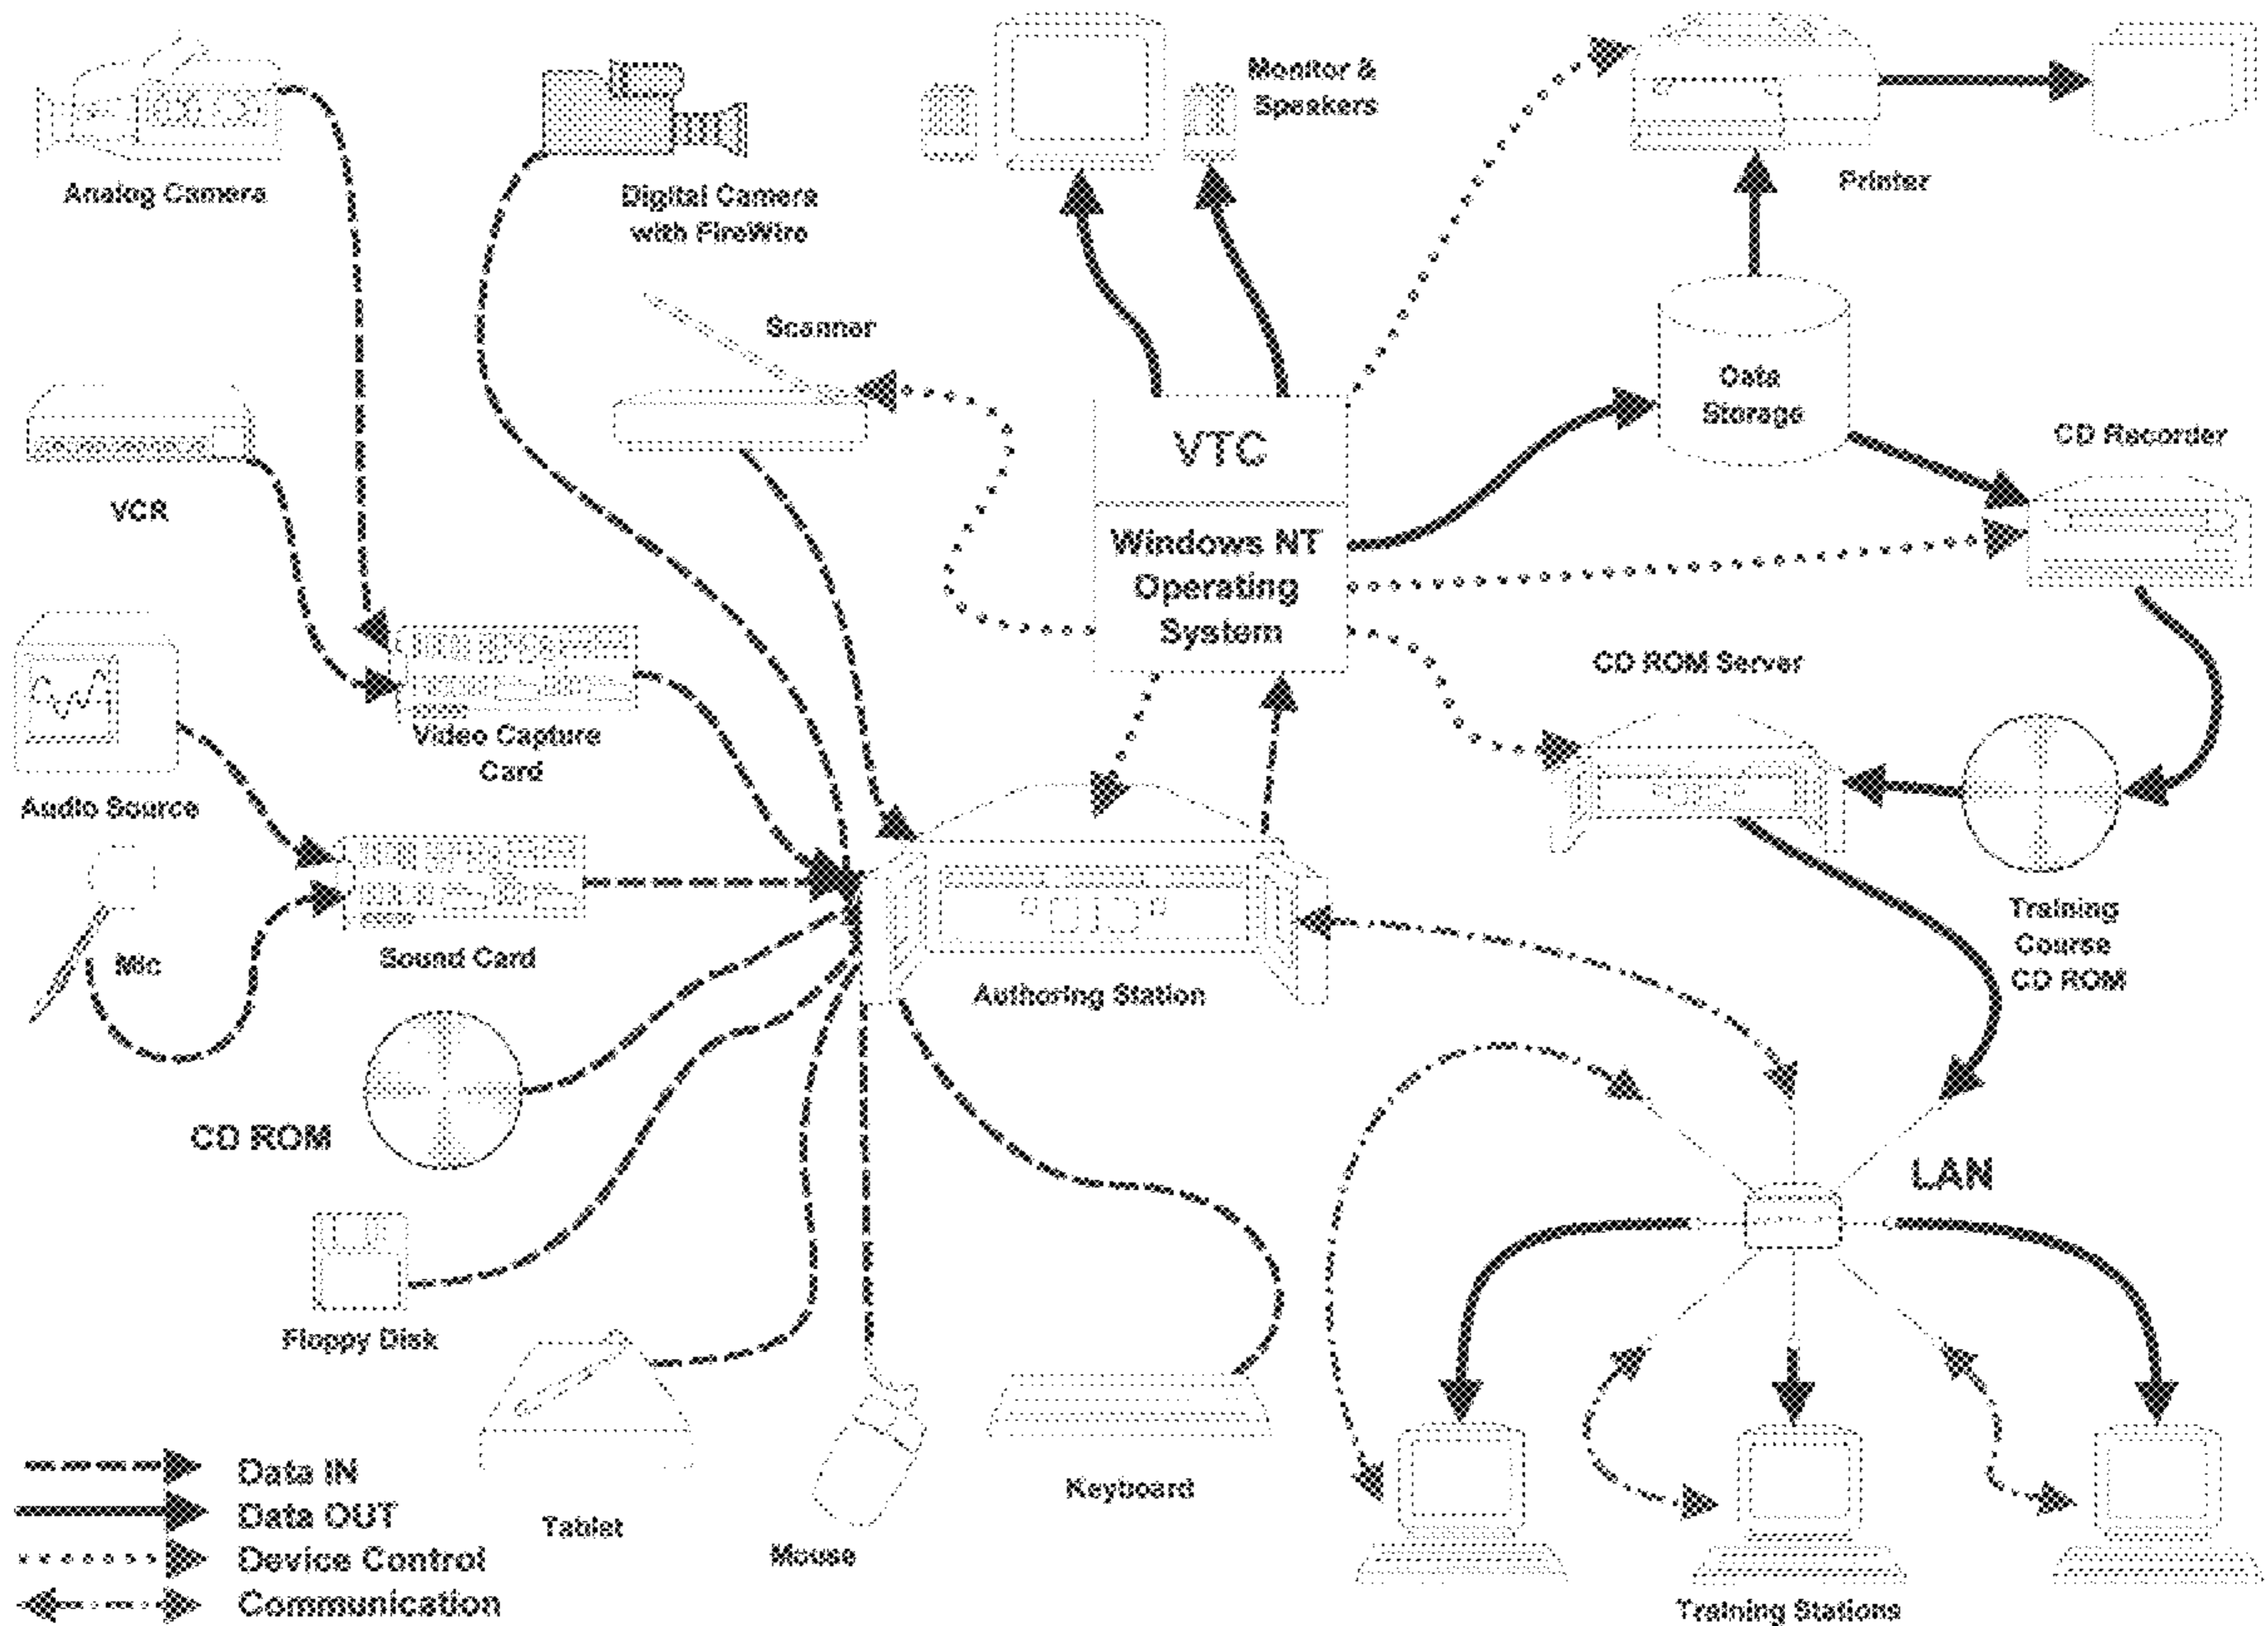 Monitor &
Speakers
Analog Camera
Digital Camera
with FireWire
Printer
Scanner
Data
Storage
CD Recorder
VTC
VCR
Windows NT
Operating
System
CD ROM Server
Video Capture
Card
Audio Source
Training
Course
CD ROM
Mic
Sound Card
Authoring Station
CD ROM
LAN
Floppy Disk
Keyboard
Tablet
Mouse
Training Stations
Data IN
Data OUT
Device Control
Communication